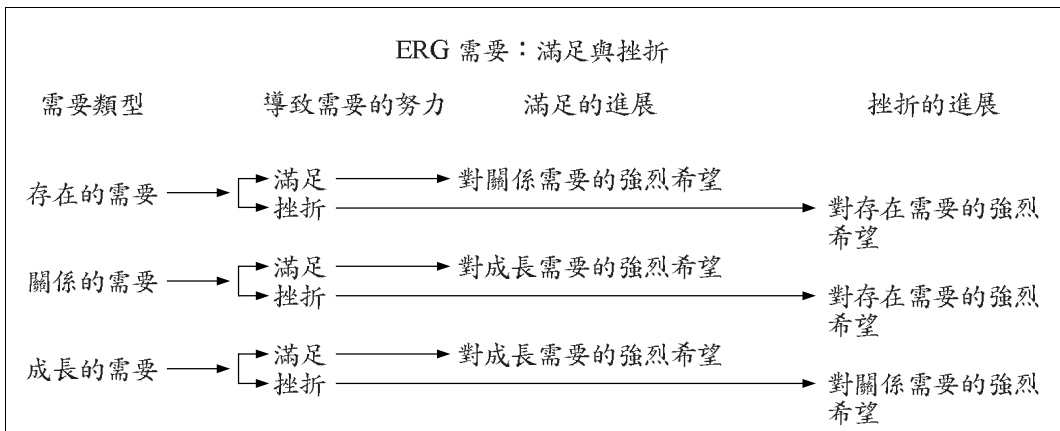 ERG 需要：滿足與挫折
需要類型 導致需要的努力 滿足的進展 挫折的進展
存在的需要
滿足 對關係需要的強烈希望
挫折 對存在需要的強烈
希望
關係的需要
滿足 對成長需要的強烈希望
挫折 對存在需要的強烈
希望
成長的需要
滿足 對成長需要的強烈希望
挫折 對關係需要的強烈
希望